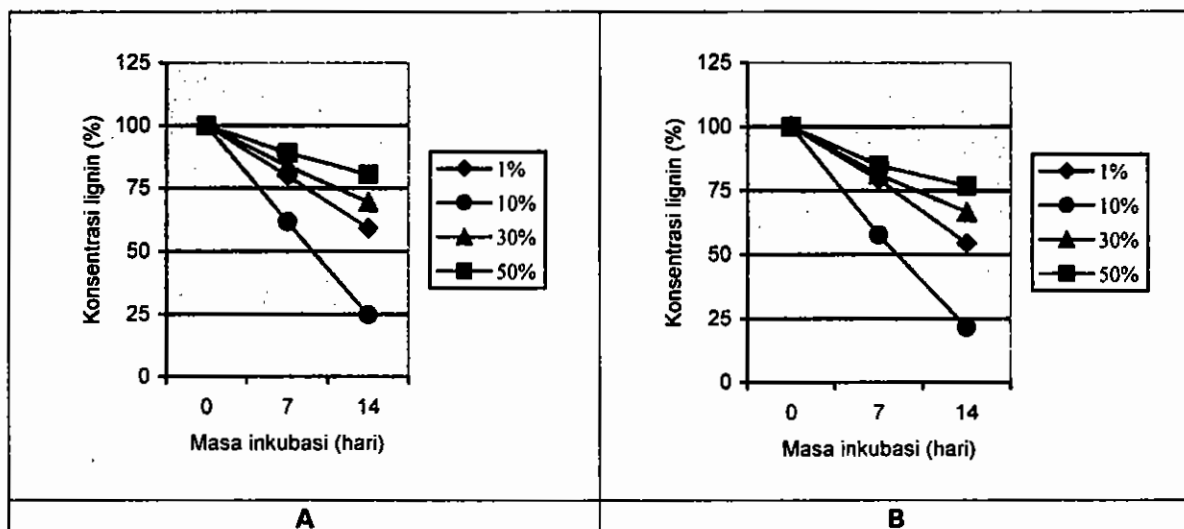 125
100
75
50
25
0
Konsentrasi lignin (%)
0 7 14
Masa inkubasi (hari)
1%
10%
30%
50%
A
125
100
75
50
25
0
Konsentrasi lignin (%)
0 7 14
Masa inkubasi (hari)
1%
10%
30%
50%
B